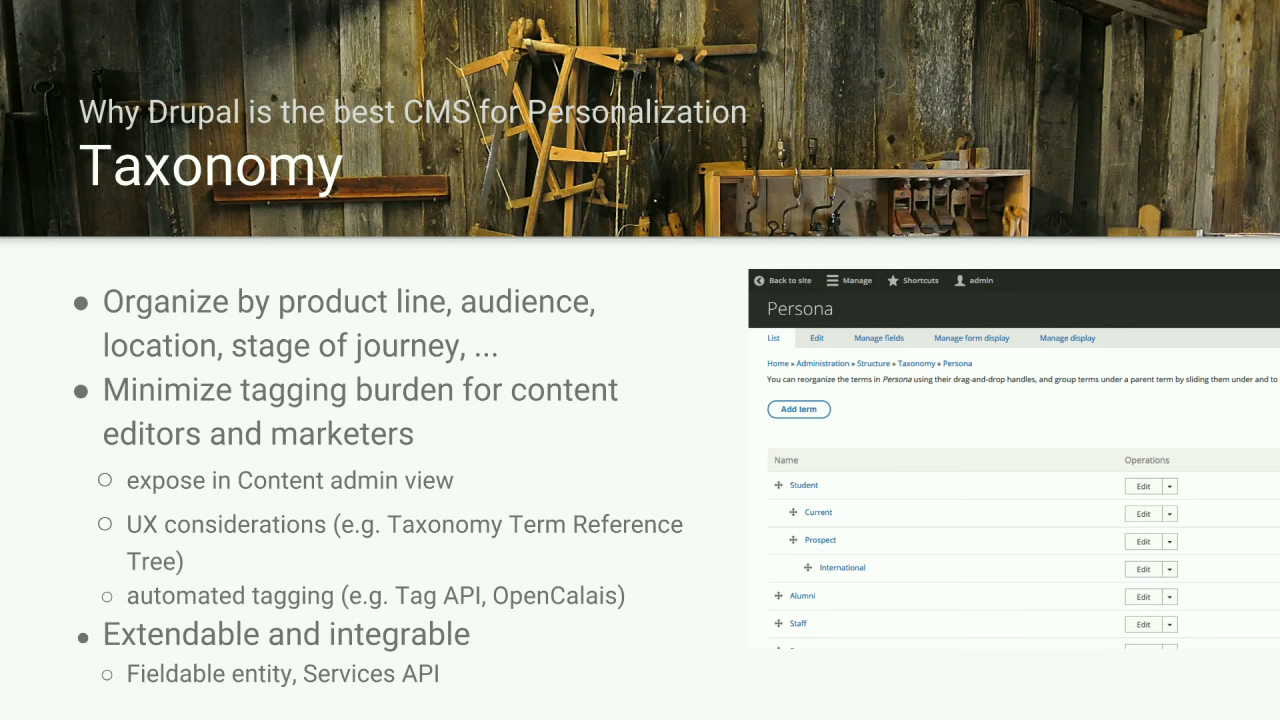 Why Drupal is the best CMS for Personalization
Taxonomy
● Organize by product line, audience,
location, stage of journey, ...
● Minimize tagging burden for content
editors and marketers
○ expose in Content admin view
○ UX considerations (e.g. Taxonomy Term Reference
Tree)
○ automated tagging (e.g. Tag API, OpenCalais)
● Extendable and integrable
○ Fieldable entity, Services API
Back to site Manage Shortcuts admin
Persona
List Edit Manage fields Manage form display Manage display
Home » Administration » Structure » Taxonomy » Persona
You can reorganize the terms in Persona using their drag-and-drop handles, and group terms under a parent term by sliding them under and to
Add term
Name Operations
Student Edit
Current Edit
Prospect Edit
International Edit
Alumni Edit
Staff Edit